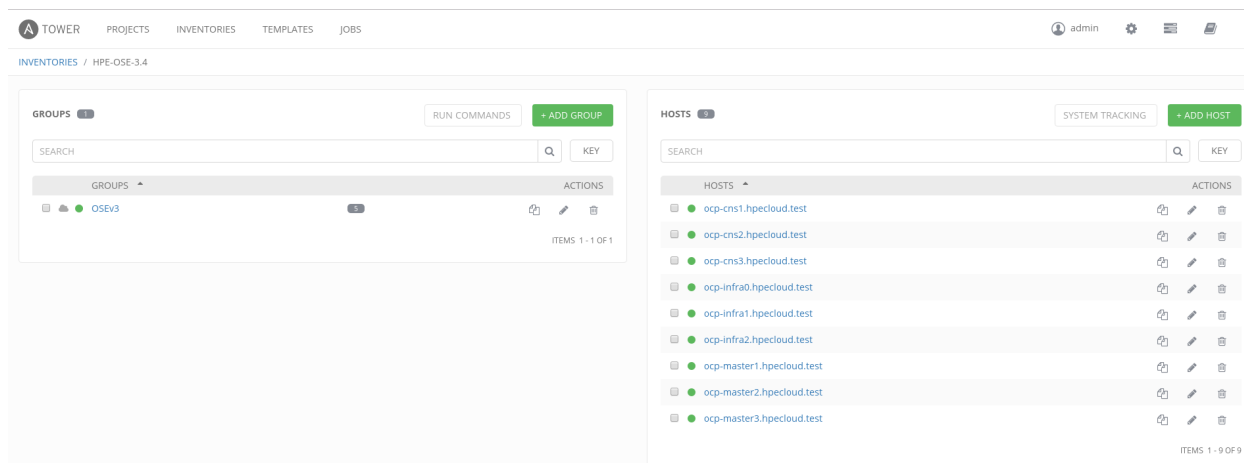 A TOWER PROJECTS INVENTORIES TEMPLATES JOBS admin
INVENTORIES / HPE-OSE-3.4
GROUPS 1 RUN COMMANDS + ADD GROUP
SEARCH KEY
GROUPS ACTIONS
OSEv3 5
ITEMS 1 - 1 OF 1
HOSTS 9 SYSTEM TRACKING + ADD HOST
SEARCH KEY
HOSTS ACTIONS
ocp-cns1.hpecloud.test
ocp-cns2.hpecloud.test
ocp-cns3.hpecloud.test
ocp-infra0.hpecloud.test
ocp-infra1.hpecloud.test
ocp-infra2.hpecloud.test
ocp-master1.hpecloud.test
ocp-master2.hpecloud.test
ocp-master3.hpecloud.test
ITEMS 1 - 9 OF 9